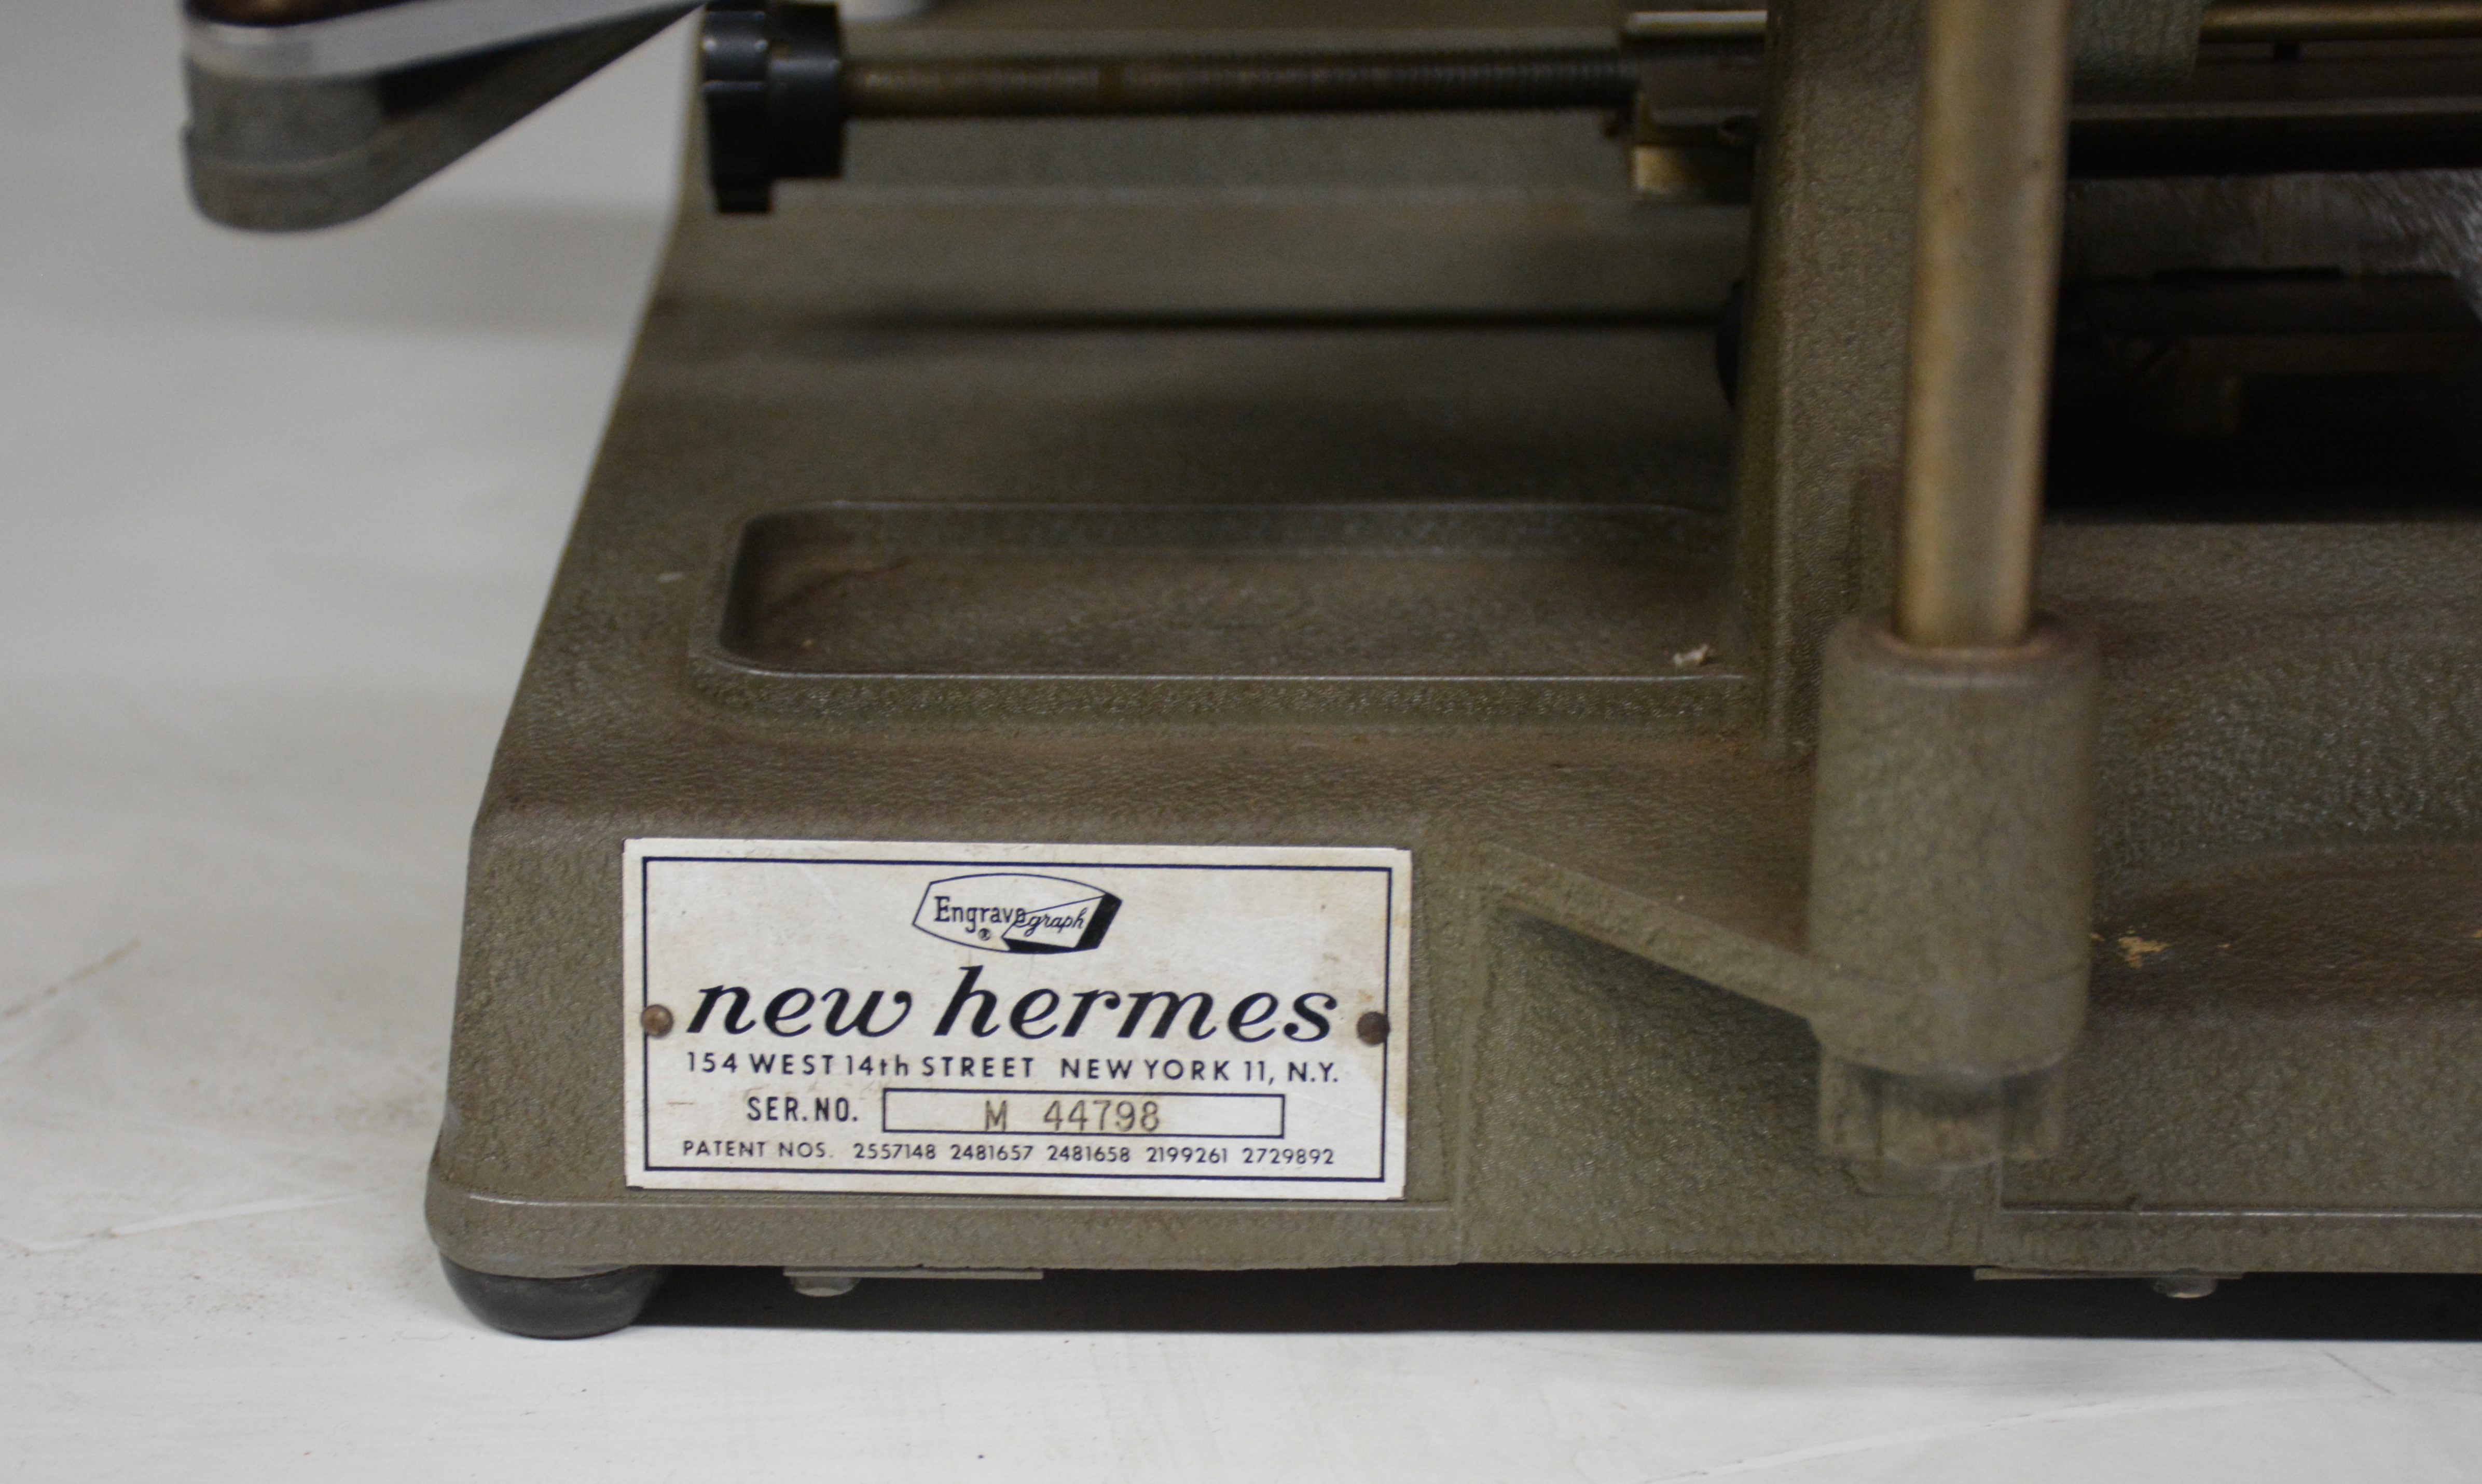 Engravograph
®
new hermes
154 WEST 14th STREET NEW YORK 11, N.Y.
SER.NO. M 44798
PATENT NOS. 2557148 2481657 2481658 2199261 2729892